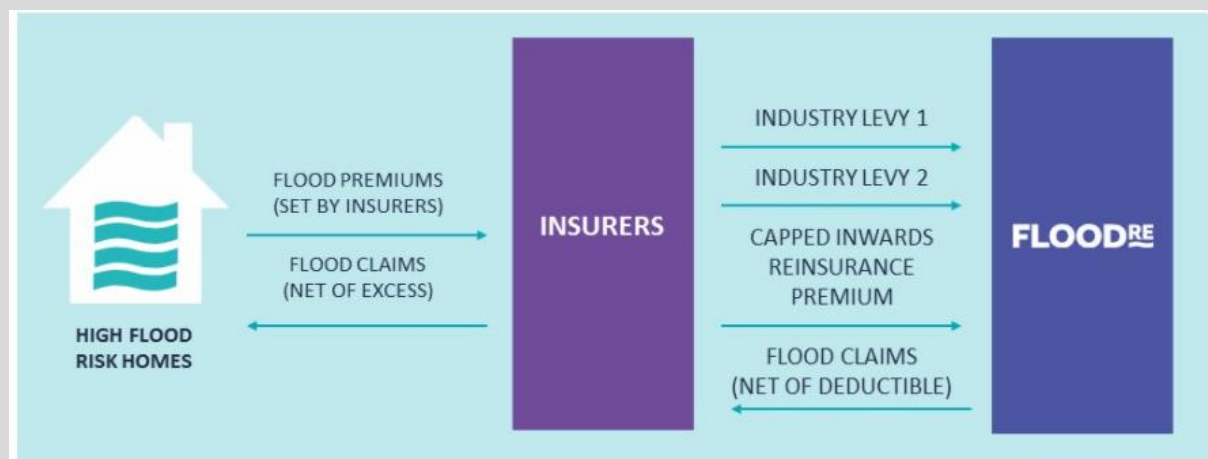 HIGH FLOOD
RISK HOMES
FLOOD PREMIUMS
(SET BY INSURERS)
FLOOD CLAIMS
(NET OF EXCESS)
INSURERS
INDUSTRY LEVY 1
INDUSTRY LEVY 2
CAPPED INWARDS
REINSURANCE
PREMIUM
FLOOD CLAIMS
(NET OF DEDUCTIBLE)
FLOODRE